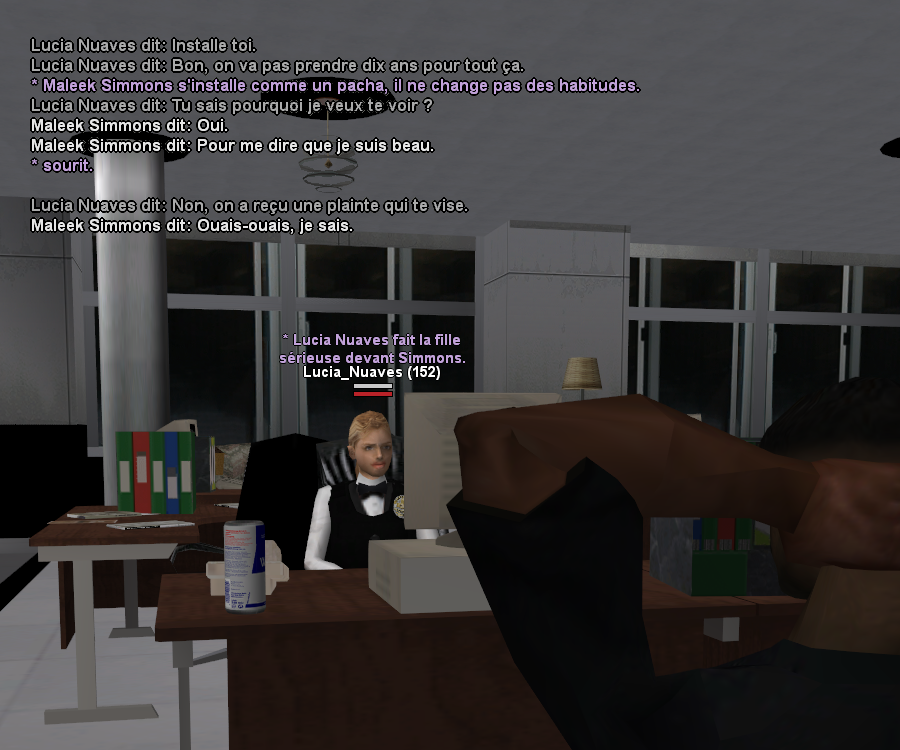 Lucia Nuaves dit: Installe toi.
Lucia Nuaves dit: Bon, on va pas prendre dix ans pour tout ça.
* Maleek Simmons s'installe comme un pacha, il ne change pas des habitudes.
Lucia Nuaves dit: Tu sais pourquoi je veux te voir ?
Maleek Simmons dit: Oui.
Maleek Simmons dit: Pour me dire que je suis beau.
* sourit.
Lucia Nuaves dit: Non, on a reçu une plainte qui te vise.
Maleek Simmons dit: Ouais-ouais, je sais.
* Lucia Nuaves fait la fille
sérieuse devant Simmons.
Lucia_Nuaves (152)